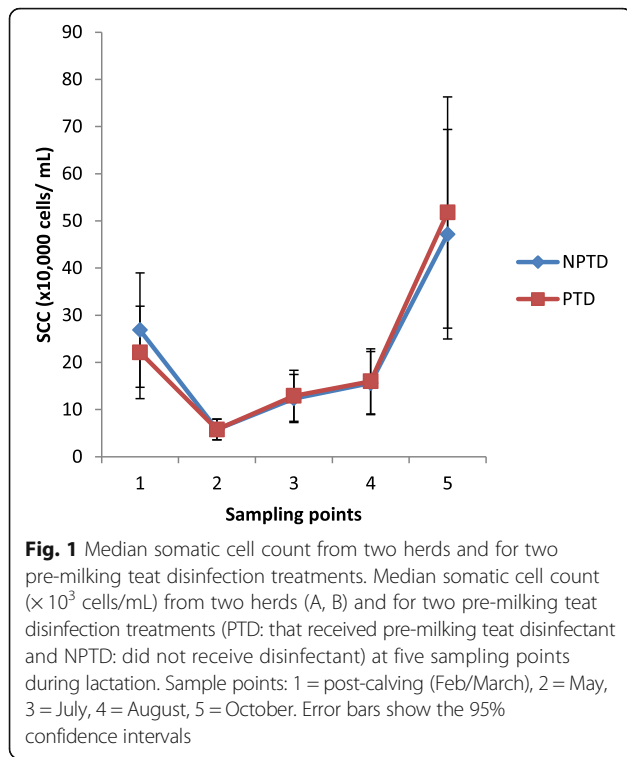 90
80
70
60
50
40
30
20
10
0
SCC (x10,000 cells/ mL)
1 2 3 4 5
Sampling points
NPTD
PTD
Fig. 1 Median somatic cell count from two herds and for two
pre-milking teat disinfection treatments. Median somatic cell count
(× 10³ cells/mL) from two herds (A, B) and for two pre-milking teat
disinfection treatments (PTD: that received pre-milking teat disinfectant
and NPTD: did not receive disinfectant) at five sampling points
during lactation. Sample points: 1 = post-calving (Feb/March), 2 = May,
3 = July, 4 = August, 5 = October. Error bars show the 95%
confidence intervals